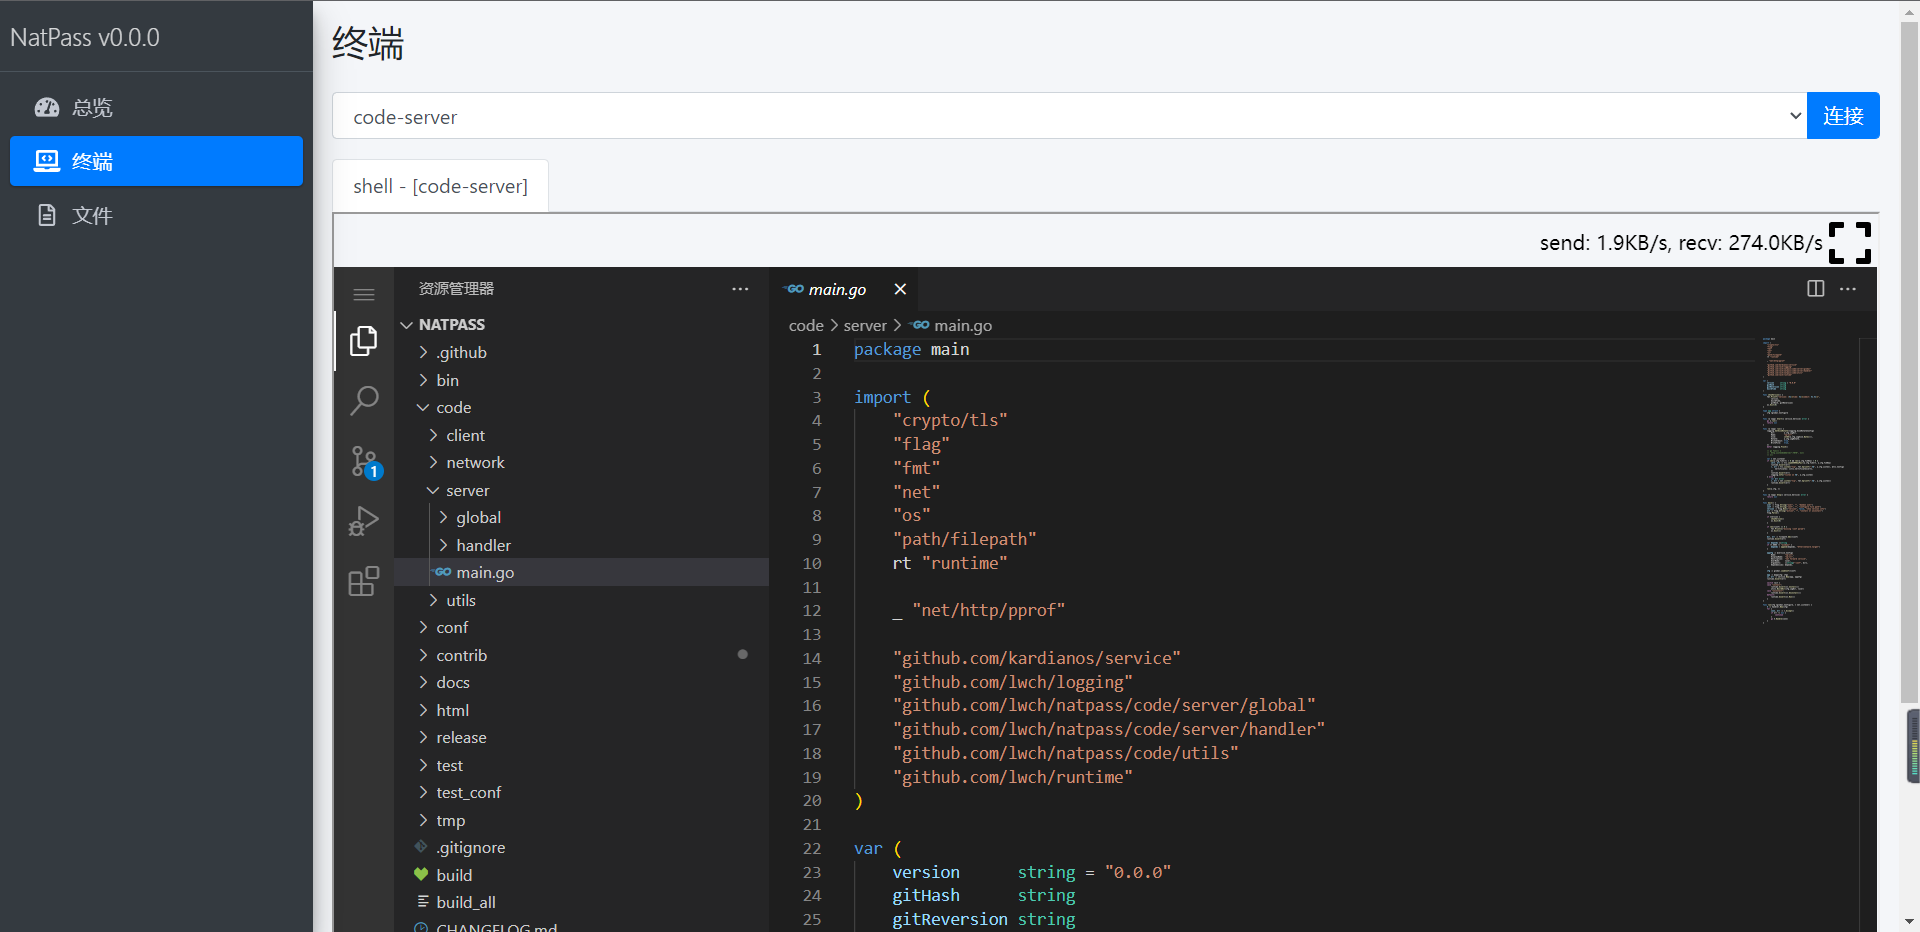 NatPass v0.0.0
总览
终端
文件
终端
code-server
连接
shell - [code-server]
send: 1.9KB/s, recv: 274.0KB/s
资源管理器
NATPASS
.github
bin
code
client
network
server
global
handler
main.go
utils
conf
contrib
docs
html
release
test
test_conf
tmp
.gitignore
build
build_all
CHANGELOG.md
1
main.go
code > server > main.go
1 package main
2
3 import (
4 "crypto/tls"
5 "flag"
6 "fmt"
7 "net"
8 "os"
9 "path/filepath"
10 rt "runtime"
11
12 _ "net/http/pprof"
13
14 "github.com/kardianos/service"
15 "github.com/lwch/logging"
16 "github.com/lwch/natpass/code/server/global"
17 "github.com/lwch/natpass/code/server/handler"
18 "github.com/lwch/natpass/code/utils"
19 "github.com/lwch/runtime"
20 )
21
22 var (
23 version string = "0.0.0"
24 gitHash string
25 gitReversion string